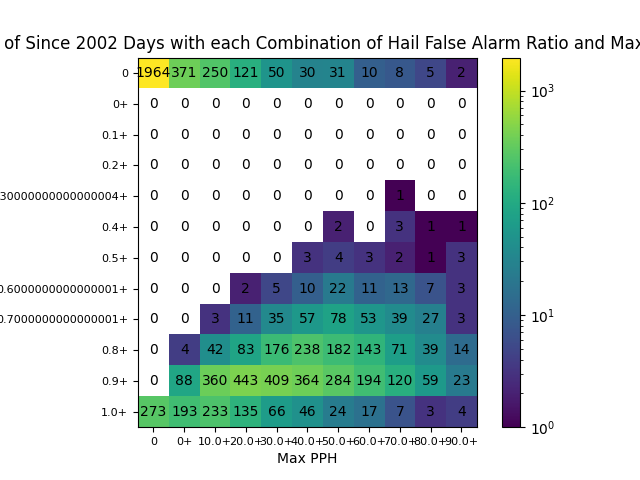 of Since 2002 Days with each Combination of Hail False Alarm Ratio and Max
0 1964 371 250 121 50 30 31 10 8 5 2
0+ 0 0 0 0 0 0 0 0 0 0 0
0.1+ 0 0 0 0 0 0 0 0 0 0 0
0.2+ 0 0 0 0 0 0 0 0 0 0 0
30000000000000004+ 0 0 0 0 0 0 0 0 1 0 0
0.4+ 0 0 0 0 0 0 2 0 3 1 1
0.5+ 0 0 0 0 0 3 4 3 2 1 3
0.6000000000000001+ 0 0 0 2 5 10 22 11 13 7 3
0.7000000000000001+ 0 0 3 11 35 57 78 53 39 27 3
0.8+ 0 4 42 83 176 238 182 143 71 39 14
0.9+ 0 88 360 443 409 364 284 194 120 59 23
1.0+ 273 193 233 135 66 46 24 17 7 3 4
0 0+ 10.0+ 20.0+ 30.0+ 40.0+ 50.0+ 60.0+ 70.0+ 80.0+ 90.0+
Max PPH
10³
10²
10¹
10⁰